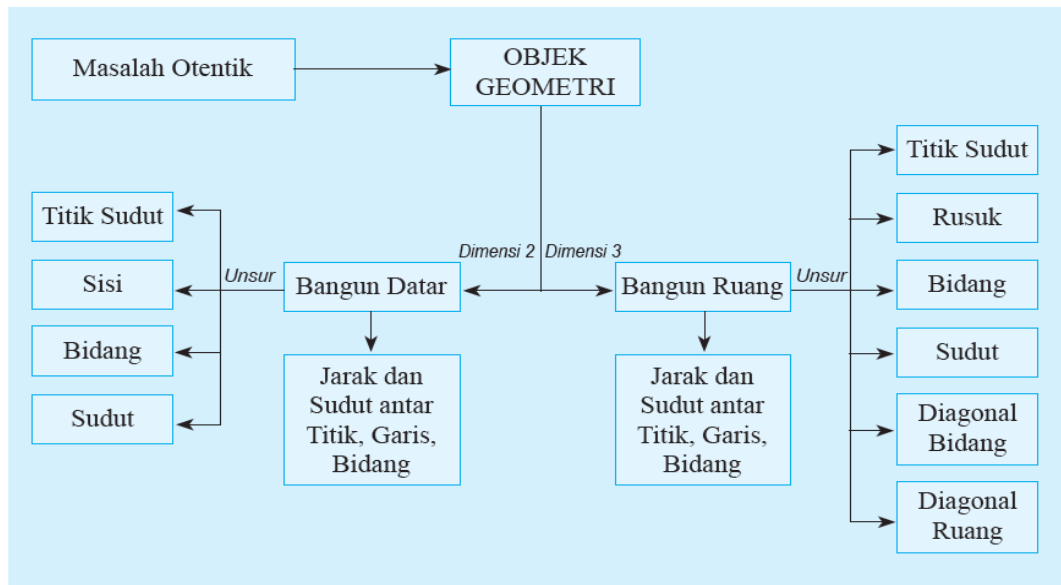 Masalah Otentik
OBJEK
GEOMETRI
Titik Sudut
Sisi
Bidang
Sudut
Unsur
Dimensi 2
Dimensi 3
Bangun Datar
Jarak dan
Sudut antar
Titik, Garis,
Bidang
Bangun Ruang
Jarak dan
Sudut antar
Titik, Garis,
Bidang
Unsur
Titik Sudut
Rusuk
Bidang
Sudut
Diagonal
Bidang
Diagonal
Ruang